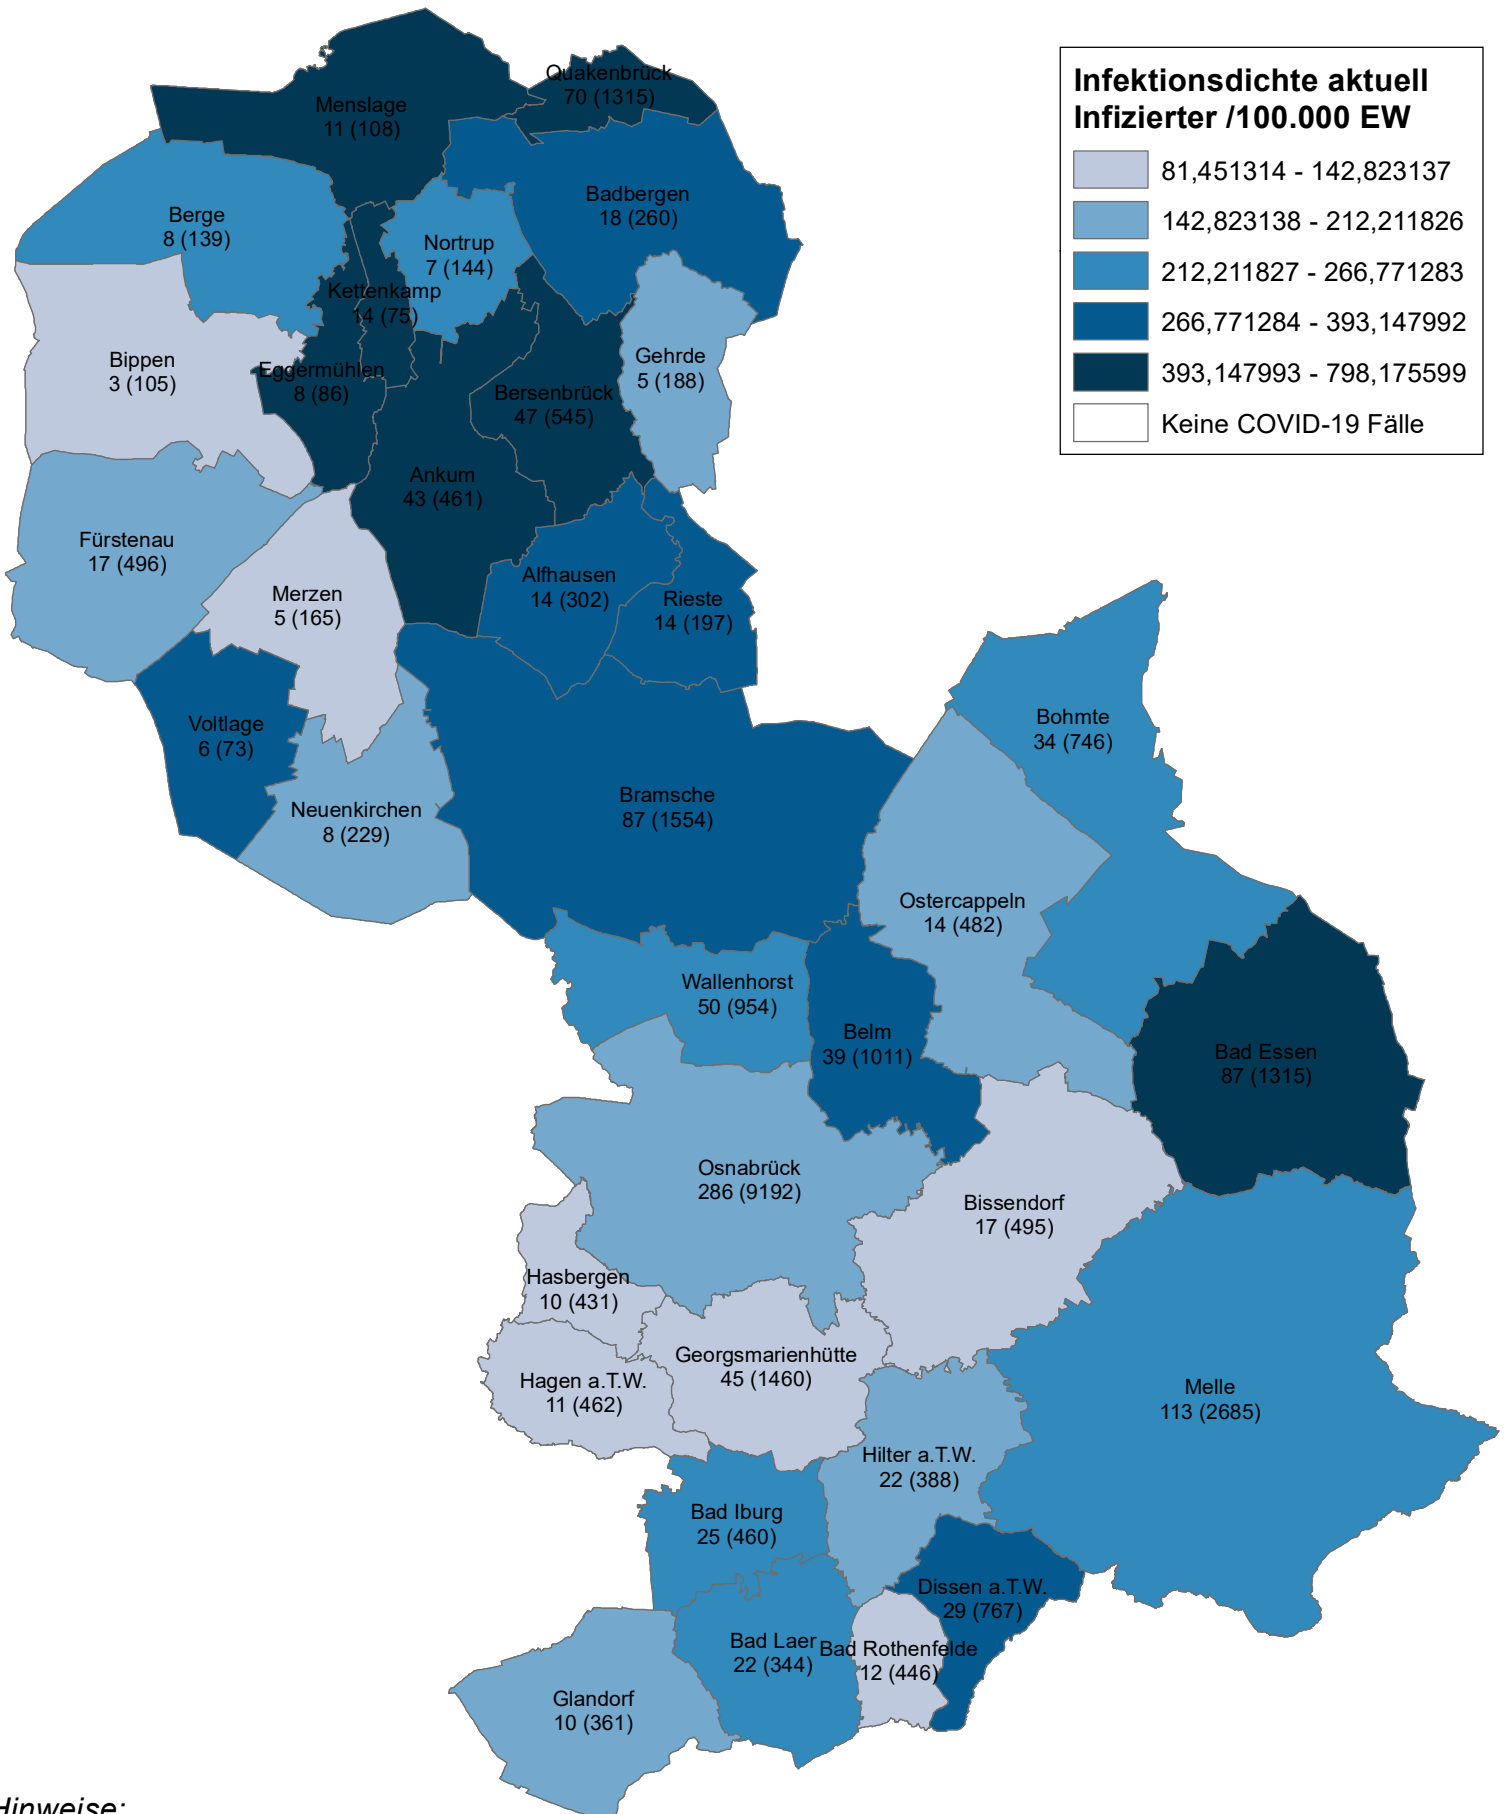 Infektionsdichte aktuell
Infizierter /100.000 EW
81,451314 - 142,823137
142,823138 - 212,211826
212,211827 - 266,771283
266,771284 - 393,147992
393,147993 - 798,175599
Keine COVID-19 Fälle
Quakenbrück
70 (1315)
Menslage
11 (108)
Badbergen
18 (260)
Berge
8 (139)
Nortrup
7 (144)
Kettenkamp
14 (75)
Bippen
3 (105)
Eggermühlen
8 (86)
Gehrde
5 (188)
Bersenbrück
47 (545)
Ankum
43 (461)
Fürstenau
17 (496)
Alfhausen
14 (302)
Merzen
5 (165)
Rieste
14 (197)
Voltlage
6 (73)
Bohmte
34 (746)
Neuenkirchen
8 (229)
Bramsche
87 (1554)
Ostercappeln
14 (482)
Wallenhorst
50 (954)
Belm
39 (1011)
Bad Essen
87 (1315)
Osnabrück
286 (9192)
Bissendorf
17 (495)
Hasbergen
10 (431)
Georgsmarienhütte
45 (1460)
Hagen a.T.W.
11 (462)
Melle
113 (2685)
Hilter a.T.W.
22 (388)
Bad Iburg
25 (460)
Dissen a.T.W.
29 (767)
Bad Laer
22 (344)
Bad Rothenfelde
12 (446)
Glandorf
10 (361)
Hinweise: